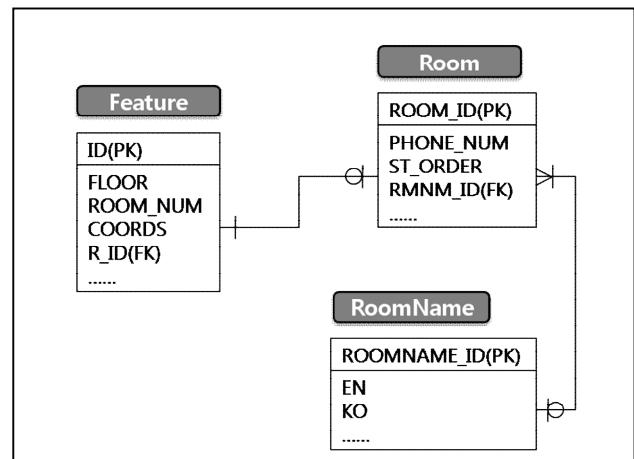 Feature
ID(PK)
FLOOR
ROOM_NUM
COORDS
R_ID(FK)
......
Room
ROOM_ID(PK)
PHONE_NUM
ST_ORDER
RMNM_ID(FK)
......
RoomName
ROOMNAME_ID(PK)
EN
KO
......